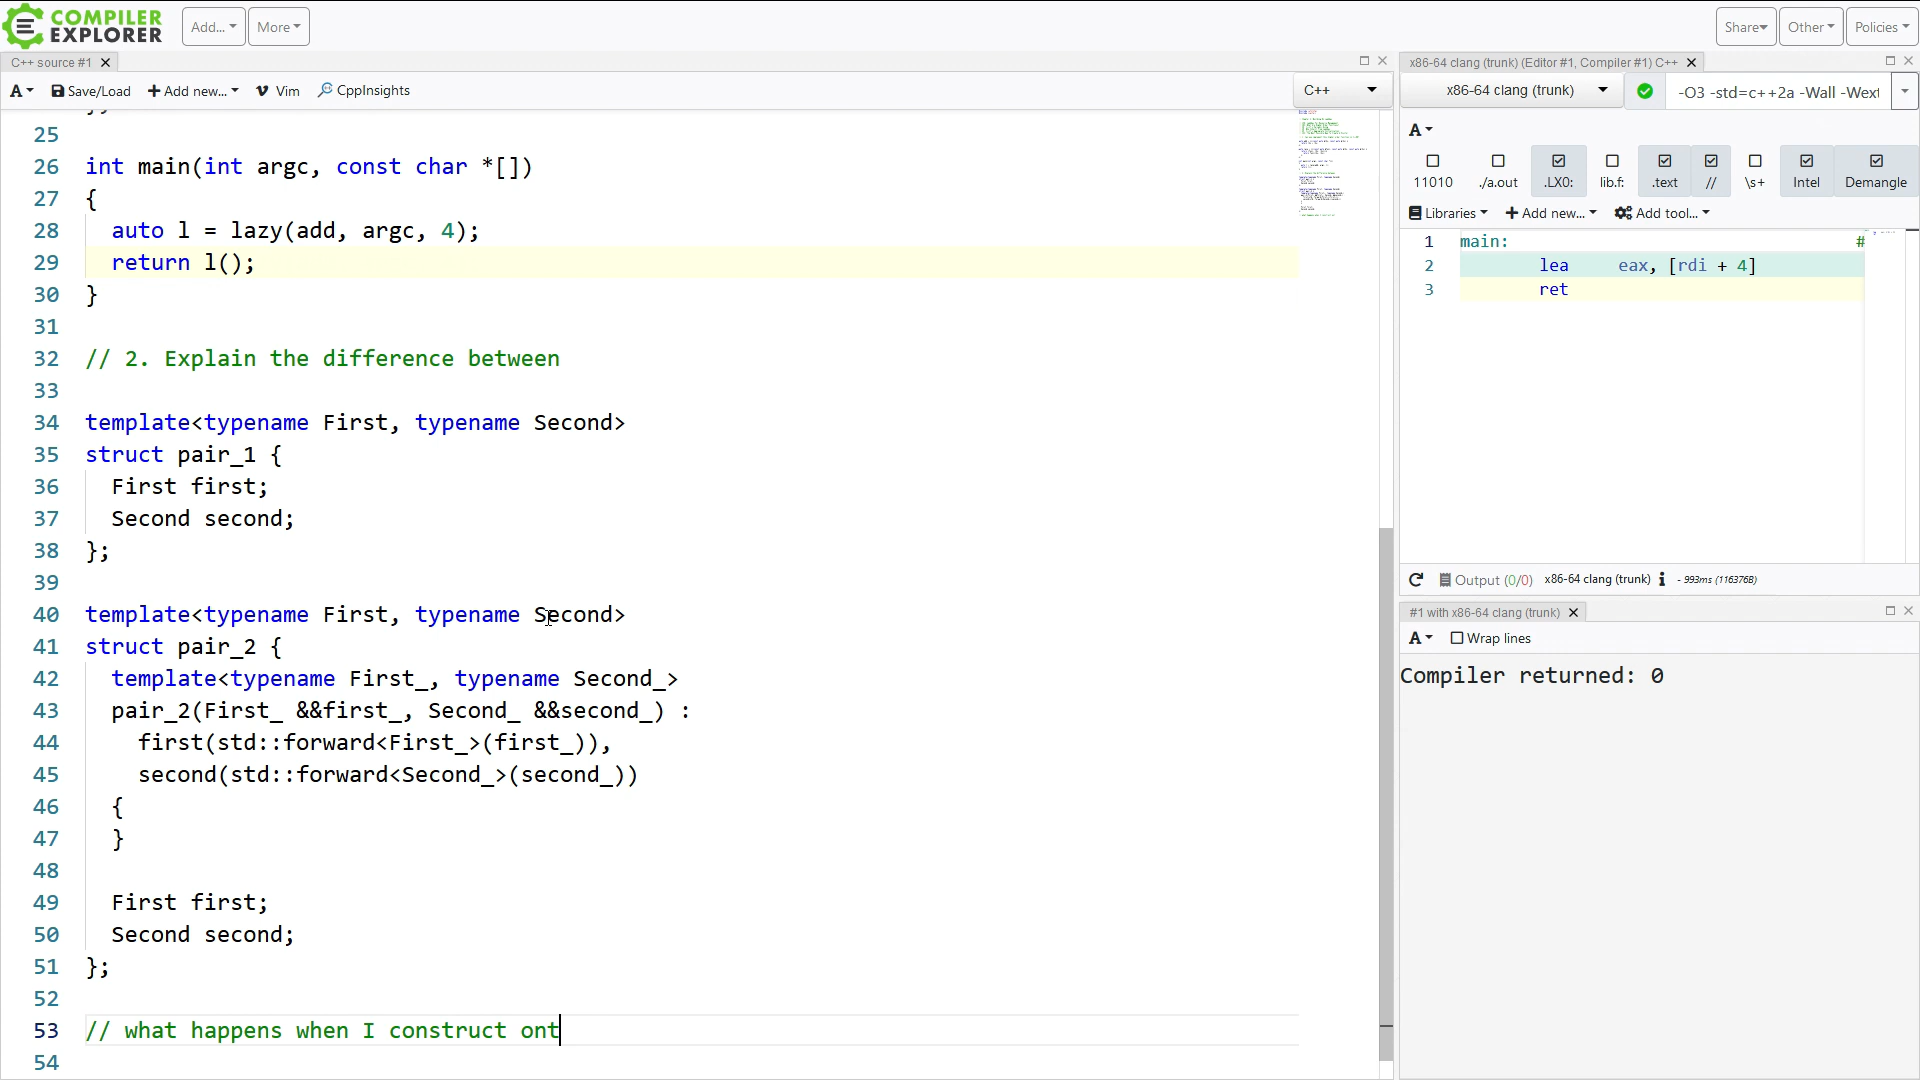 COMPILER
EXPLORER
Add...
More
Share
Other
Policies
C++ source #1
A
Save/Load
Add new...
Vim
CppInsights
C++
25
26 int main(int argc, const char *[])
27 {
28 auto l = lazy(add, argc, 4);
29 return l();
30 }
31
32 // 2. Explain the difference between
33
34 template<typename First, typename Second>
35 struct pair_1 {
36 First first;
37 Second second;
38 };
39
40 template<typename First, typename Second>
41 struct pair_2 {
42 template<typename First_, typename Second_>
43 pair_2(First_ &&first_, Second_ &&second_) :
44 first(std::forward<First_>(first_)),
45 second(std::forward<Second_>(second_))
46 {
47 }
48
49 First first;
50 Second second;
51 };
52
53 // what happens when I construct ont
54
x86-64 clang (trunk) (Editor #1, Compiler #1) C++
x86-64 clang (trunk)
-O3 -std=c++2a -Wall -Wext
A
11010
./a.out
.LX0:
lib.f:
.text
//
\s+
Intel
Demangle
Libraries
Add new...
Add tool...
1 main: #
2 lea eax, [rdi + 4]
3 ret
Output (0/0) x86-64 clang (trunk) i - 993ms (116376B)
#1 with x86-64 clang (trunk)
A
Wrap lines
Compiler returned: 0